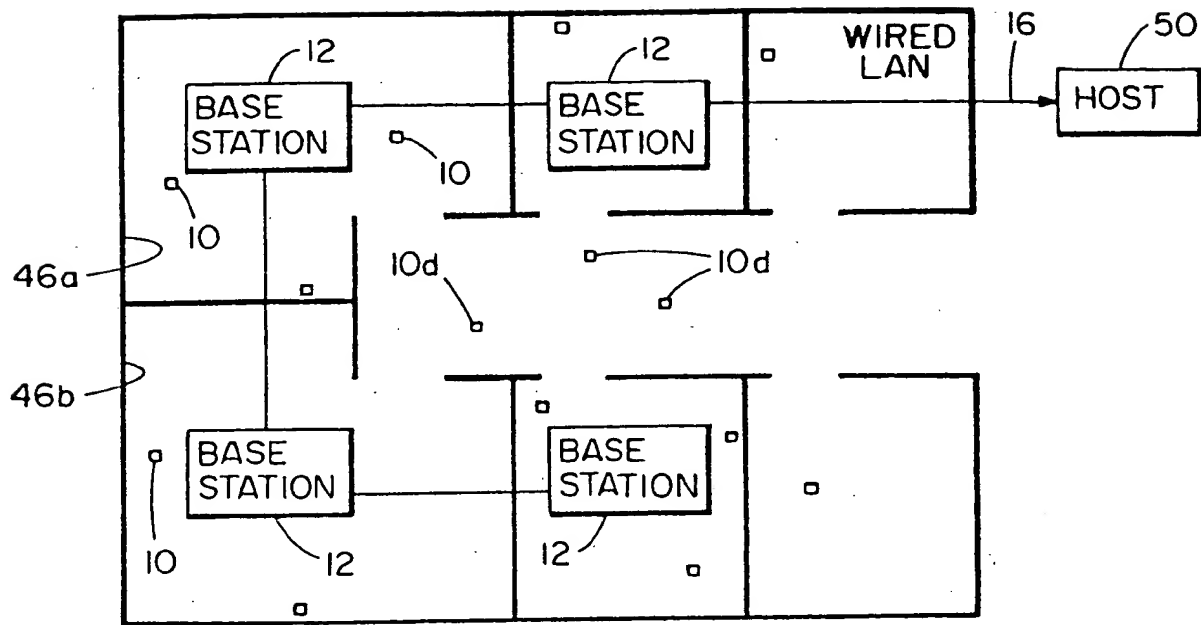 12
BASE
STATION
12
BASE
STATION
WIRED
LAN
16
50
HOST
10
10
46a
10d
10d
46b
BASE
STATION
BASE
STATION
10
12
12